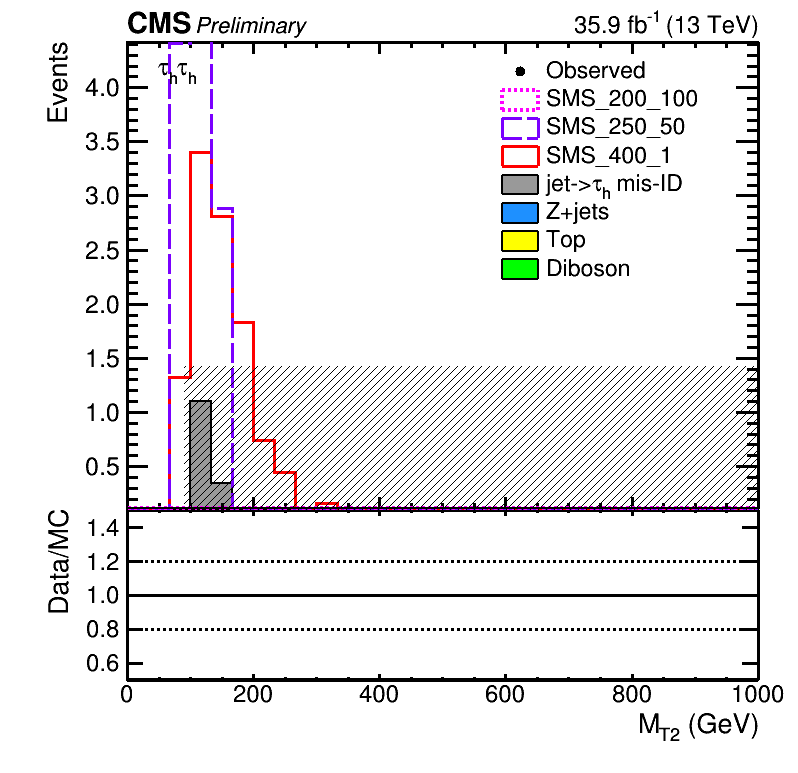 CMS Preliminary 35.9 fb⁻¹ (13 TeV)
Events
τhτh
4.0
3.5
3.0
2.5
2.0
1.5
1.0
0.5
Observed
SMS_200_100
SMS_250_50
SMS_400_1
jet->τh mis-ID
Z+jets
Top
Diboson
Data/MC
1.4
1.2
1.0
0.8
0.6
0 200 400 600 800 1000
MT2 (GeV)